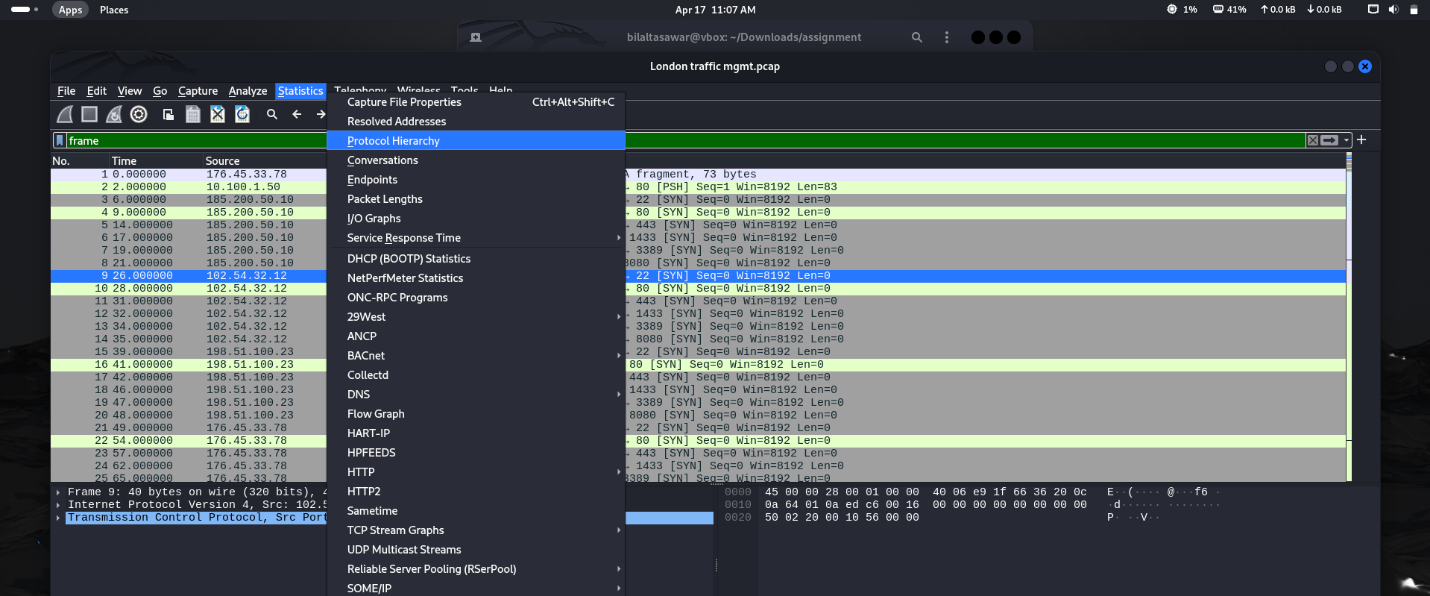 Apps Places Apr 17 11:07 AM 1% 41% ↑0.0 kB ↓0.0 kB
bilaltasawar@vbox: ~/Downloads/assignment
London traffic mgmt.pcap
File Edit View Go Capture Analyze Statistics Telephony Wireless Tools Help
frame
No. Time Source
1 0.000000 176.45.33.78 A fragment, 73 bytes
2 2.000000 10.100.1.50 80 [PSH] Seq=1 Win=8192 Len=83
3 6.000000 185.200.50.10 22 [SYN] Seq=0 Win=8192 Len=0
4 9.000000 185.200.50.10 80 [SYN] Seq=0 Win=8192 Len=0
5 14.000000 185.200.50.10 443 [SYN] Seq=0 Win=8192 Len=0
6 17.000000 185.200.50.10 1433 [SYN] Seq=0 Win=8192 Len=0
7 19.000000 185.200.50.10 3389 [SYN] Seq=0 Win=8192 Len=0
8 21.000000 185.200.50.10 8080 [SYN] Seq=0 Win=8192 Len=0
9 26.000000 102.54.32.12 22 [SYN] Seq=0 Win=8192 Len=0
10 28.000000 102.54.32.12 80 [SYN] Seq=0 Win=8192 Len=0
11 31.000000 102.54.32.12 443 [SYN] Seq=0 Win=8192 Len=0
12 32.000000 102.54.32.12 1433 [SYN] Seq=0 Win=8192 Len=0
13 34.000000 102.54.32.12 3389 [SYN] Seq=0 Win=8192 Len=0
14 35.000000 102.54.32.12 8080 [SYN] Seq=0 Win=8192 Len=0
15 39.000000 198.51.100.23 22 [SYN] Seq=0 Win=8192 Len=0
16 41.000000 198.51.100.23 80 [SYN] Seq=0 Win=8192 Len=0
17 42.000000 198.51.100.23 443 [SYN] Seq=0 Win=8192 Len=0
18 46.000000 198.51.100.23 1433 [SYN] Seq=0 Win=8192 Len=0
19 47.000000 198.51.100.23 3389 [SYN] Seq=0 Win=8192 Len=0
20 48.000000 198.51.100.23 8080 [SYN] Seq=0 Win=8192 Len=0
21 49.000000 176.45.33.78 22 [SYN] Seq=0 Win=8192 Len=0
22 54.000000 176.45.33.78 80 [SYN] Seq=0 Win=8192 Len=0
23 57.000000 176.45.33.78 443 [SYN] Seq=0 Win=8192 Len=0
24 62.000000 176.45.33.78 1433 [SYN] Seq=0 Win=8192 Len=0
25 65.000000 176.45.33.78 3389 [SYN] Seq=0 Win=8192 Len=0
Capture File Properties Ctrl+Alt+Shift+C
Resolved Addresses
Protocol Hierarchy
Conversations
Endpoints
Packet Lengths
I/O Graphs
Service Response Time
DHCP (BOOTP) Statistics
NetPerfMeter Statistics
ONC-RPC Programs
29West
ANCP
BACnet
Collectd
DNS
Flow Graph
HART-IP
HPFEEDS
HTTP
HTTP2
Sametime
TCP Stream Graphs
UDP Multicast Streams
Reliable Server Pooling (RSerPool)
SOME/IP
Frame 9: 40 bytes on wire (320 bits), 4
Internet Protocol Version 4, Src: 102.5
Transmission Control Protocol, Src Port
0000 45 00 00 28 00 01 00 00 40 06 e9 1f 66 36 20 0c E··(····@···f6 ·
0010 0a 64 01 0a ed c6 00 16 00 00 00 00 00 00 00 00 ·d······ ········
0020 50 02 20 00 10 56 00 00 P· ··V··